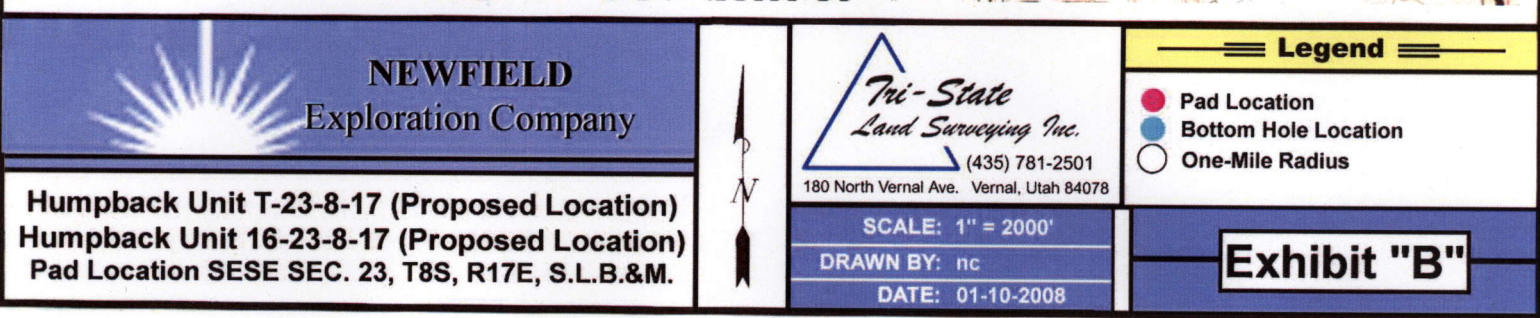 NEWFIELD
Exploration Company
Humpback Unit T-23-8-17 (Proposed Location)
Humpback Unit 16-23-8-17 (Proposed Location)
Pad Location SESE SEC. 23, T8S, R17E, S.L.B.&M.
N
Tri-State
Land Surveying Inc.
(435) 781-2501
180 North Vernal Ave. Vernal, Utah 84078
SCALE: 1" = 2000'
DRAWN BY: nc
DATE: 01-10-2008
Legend
Pad Location
Bottom Hole Location
One-Mile Radius
Exhibit "B"